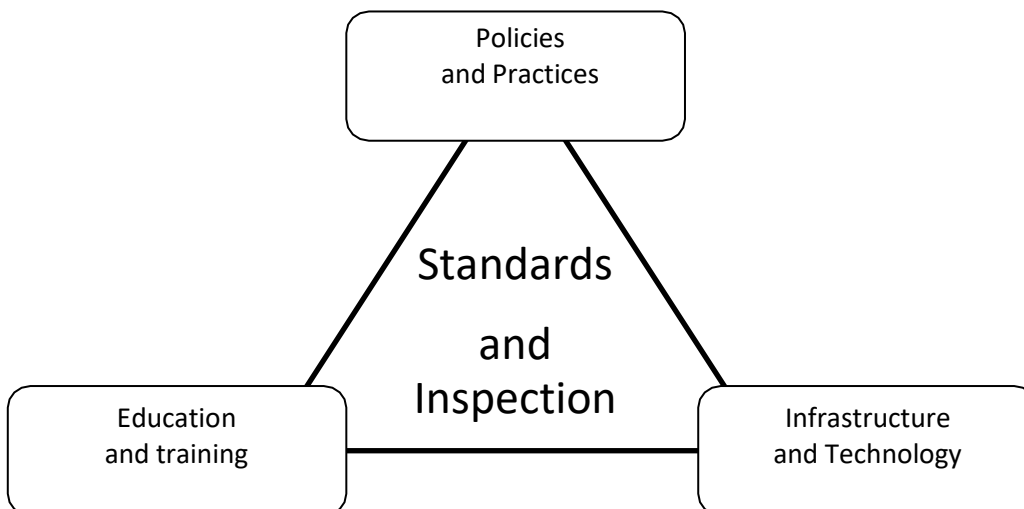 Policies
and Practices
Standards
and
Inspection
Education
and training
Infrastructure
and Technology